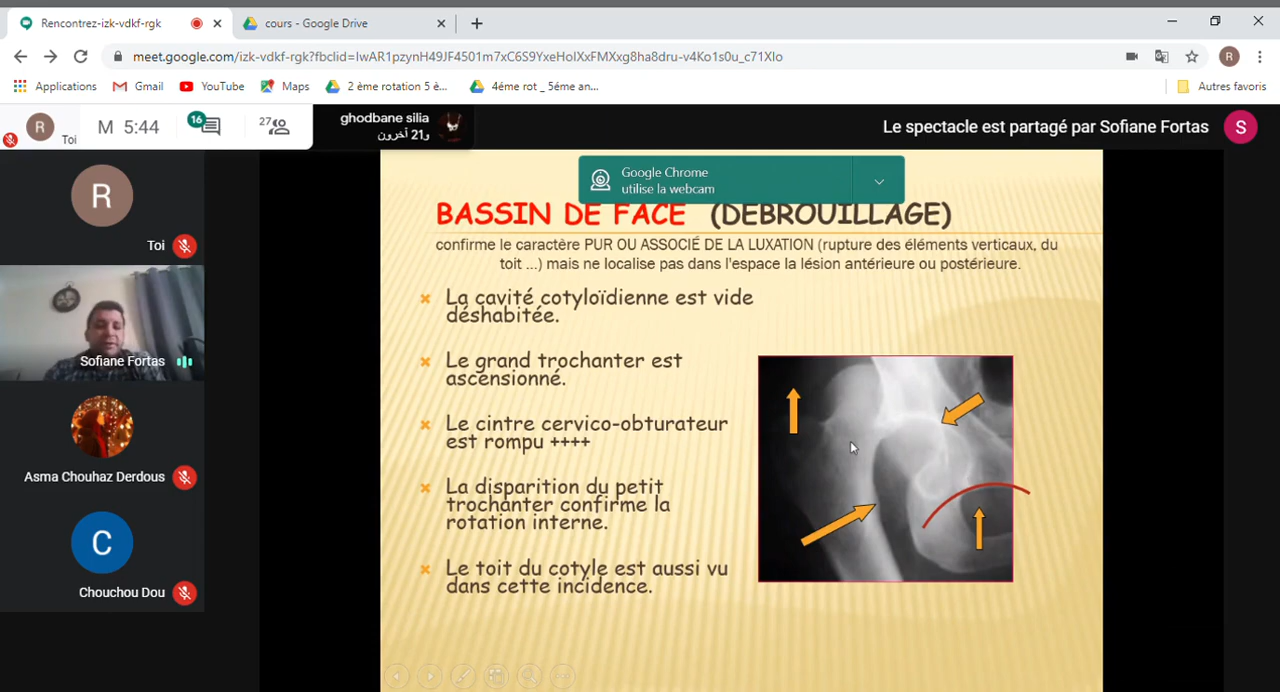 Rencontrez-izk-vdkf-rgk
cours - Google Drive
meet.google.com/izk-vdkf-rgk?fbclid=IwAR1pzynH49JF4501m7xC6S9YxeHoIXxFMXxg8ha8dru-v4Ko1s0u_c71XIo
R
Applications
Gmail
YouTube
Maps
2 ème rotation 5 è...
4éme rot _ 5éme an...
Autres favoris
R
Toi
M 5:44
16
27
ghodbane silia
و21 آخرون
Le spectacle est partagé par Sofiane Fortas
S
R
Toi
Sofiane Fortas
Asma Chouhaz Derdous
C
Chouchou Dou
Google Chrome
utilise la webcam
BASSIN DE FACE (DEBROUILLAGE)
confirme le caractère PUR OU ASSOCIÉ DE LA LUXATION (rupture des éléments verticaux, du
toit ...) mais ne localise pas dans l'espace la lésion antérieure ou postérieure.
La cavité cotyloïdienne est vide
déshabitée.
Le grand trochanter est
ascensionné.
Le cintre cervico-obturateur
est rompu ++++
La disparition du petit
trochanter confirme la
rotation interne.
Le toit du cotyle est aussi vu
dans cette incidence.